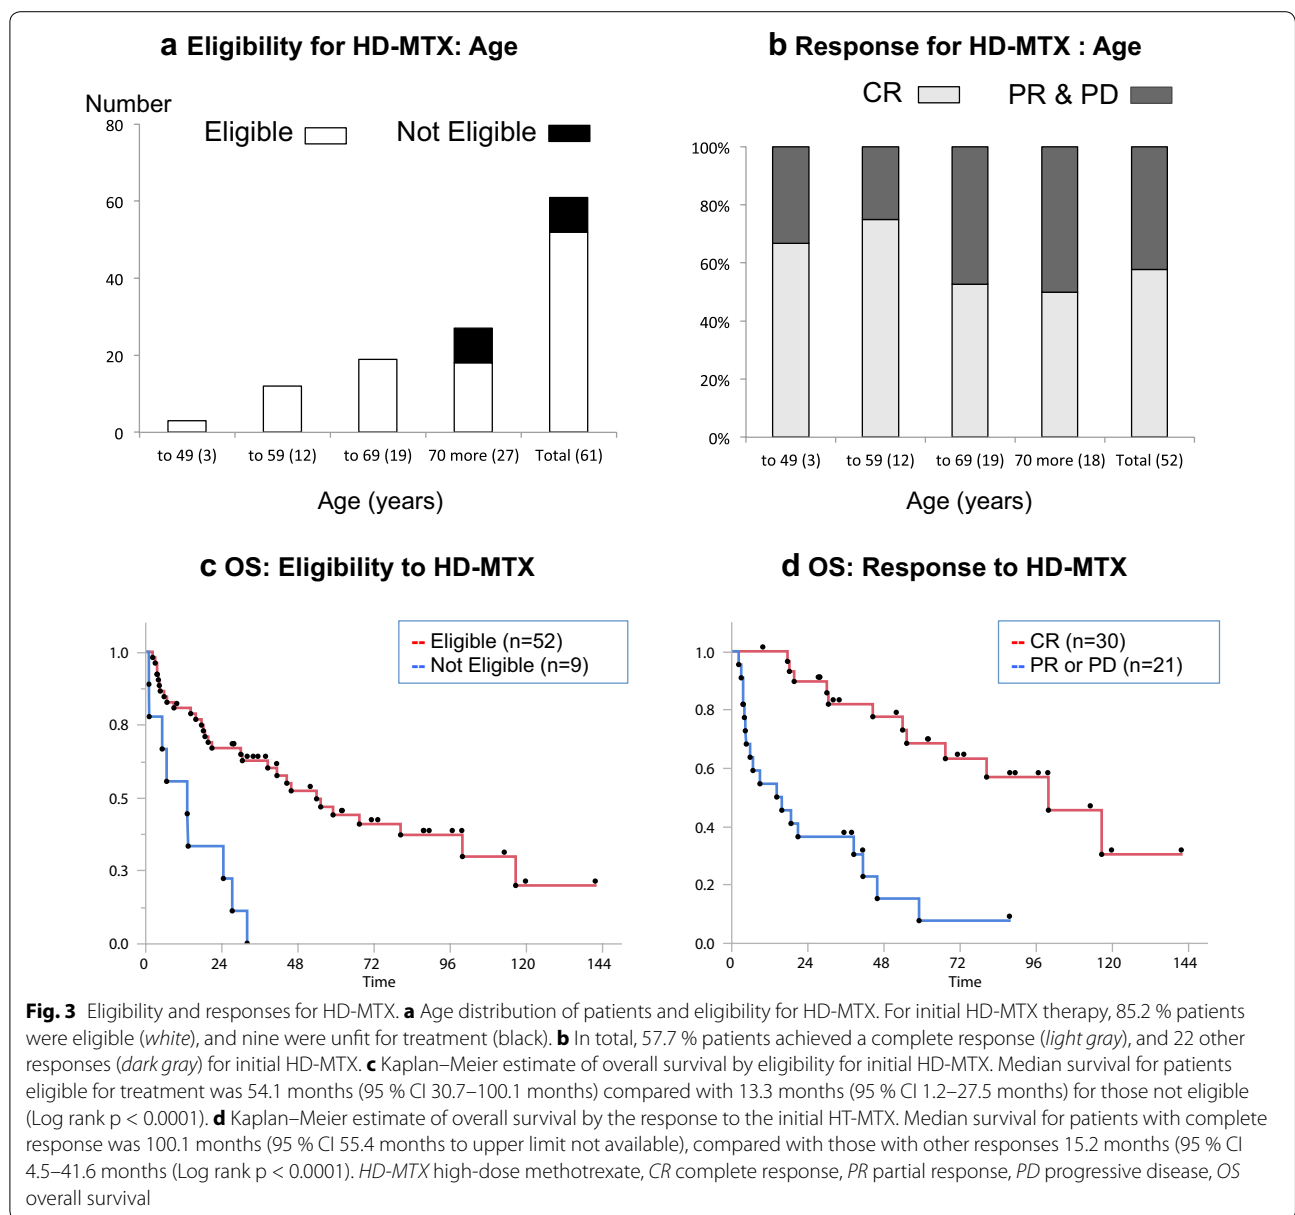 a Eligibility for HD-MTX: Age
Number
Eligible
Not Eligible
80
60
40
20
0
to 49 (3)
to 59 (12)
to 69 (19)
70 more (27)
Total (61)
Age (years)
b Response for HD-MTX : Age
CR
PR & PD
100%
80%
60%
40%
20%
0%
to 49 (3)
to 59 (12)
to 69 (19)
70 more (18)
Total (52)
Age (years)
c OS: Eligibility to HD-MTX
-- Eligible (n=52)
-- Not Eligible (n=9)
1.0
0.8
0.5
0.3
0.0
0 24 48 72 96 120 144
Time
d OS: Response to HD-MTX
-- CR (n=30)
-- PR or PD (n=21)
1.0
0.8
0.6
0.4
0.2
0.0
0 24 48 72 96 120 144
Time
Fig. 3 Eligibility and responses for HD-MTX. a Age distribution of patients and eligibility for HD-MTX. For initial HD-MTX therapy, 85.2 % patients
were eligible (white), and nine were unfit for treatment (black). b In total, 57.7 % patients achieved a complete response (light gray), and 22 other
responses (dark gray) for initial HD-MTX. c Kaplan–Meier estimate of overall survival by eligibility for initial HD-MTX. Median survival for patients
eligible for treatment was 54.1 months (95 % CI 30.7–100.1 months) compared with 13.3 months (95 % CI 1.2–27.5 months) for those not eligible
(Log rank p < 0.0001). d Kaplan–Meier estimate of overall survival by the response to the initial HT-MTX. Median survival for patients with complete
response was 100.1 months (95 % CI 55.4 months to upper limit not available), compared with those with other responses 15.2 months (95 % CI
4.5–41.6 months (Log rank p < 0.0001). HD-MTX high-dose methotrexate, CR complete response, PR partial response, PD progressive disease, OS
overall survival